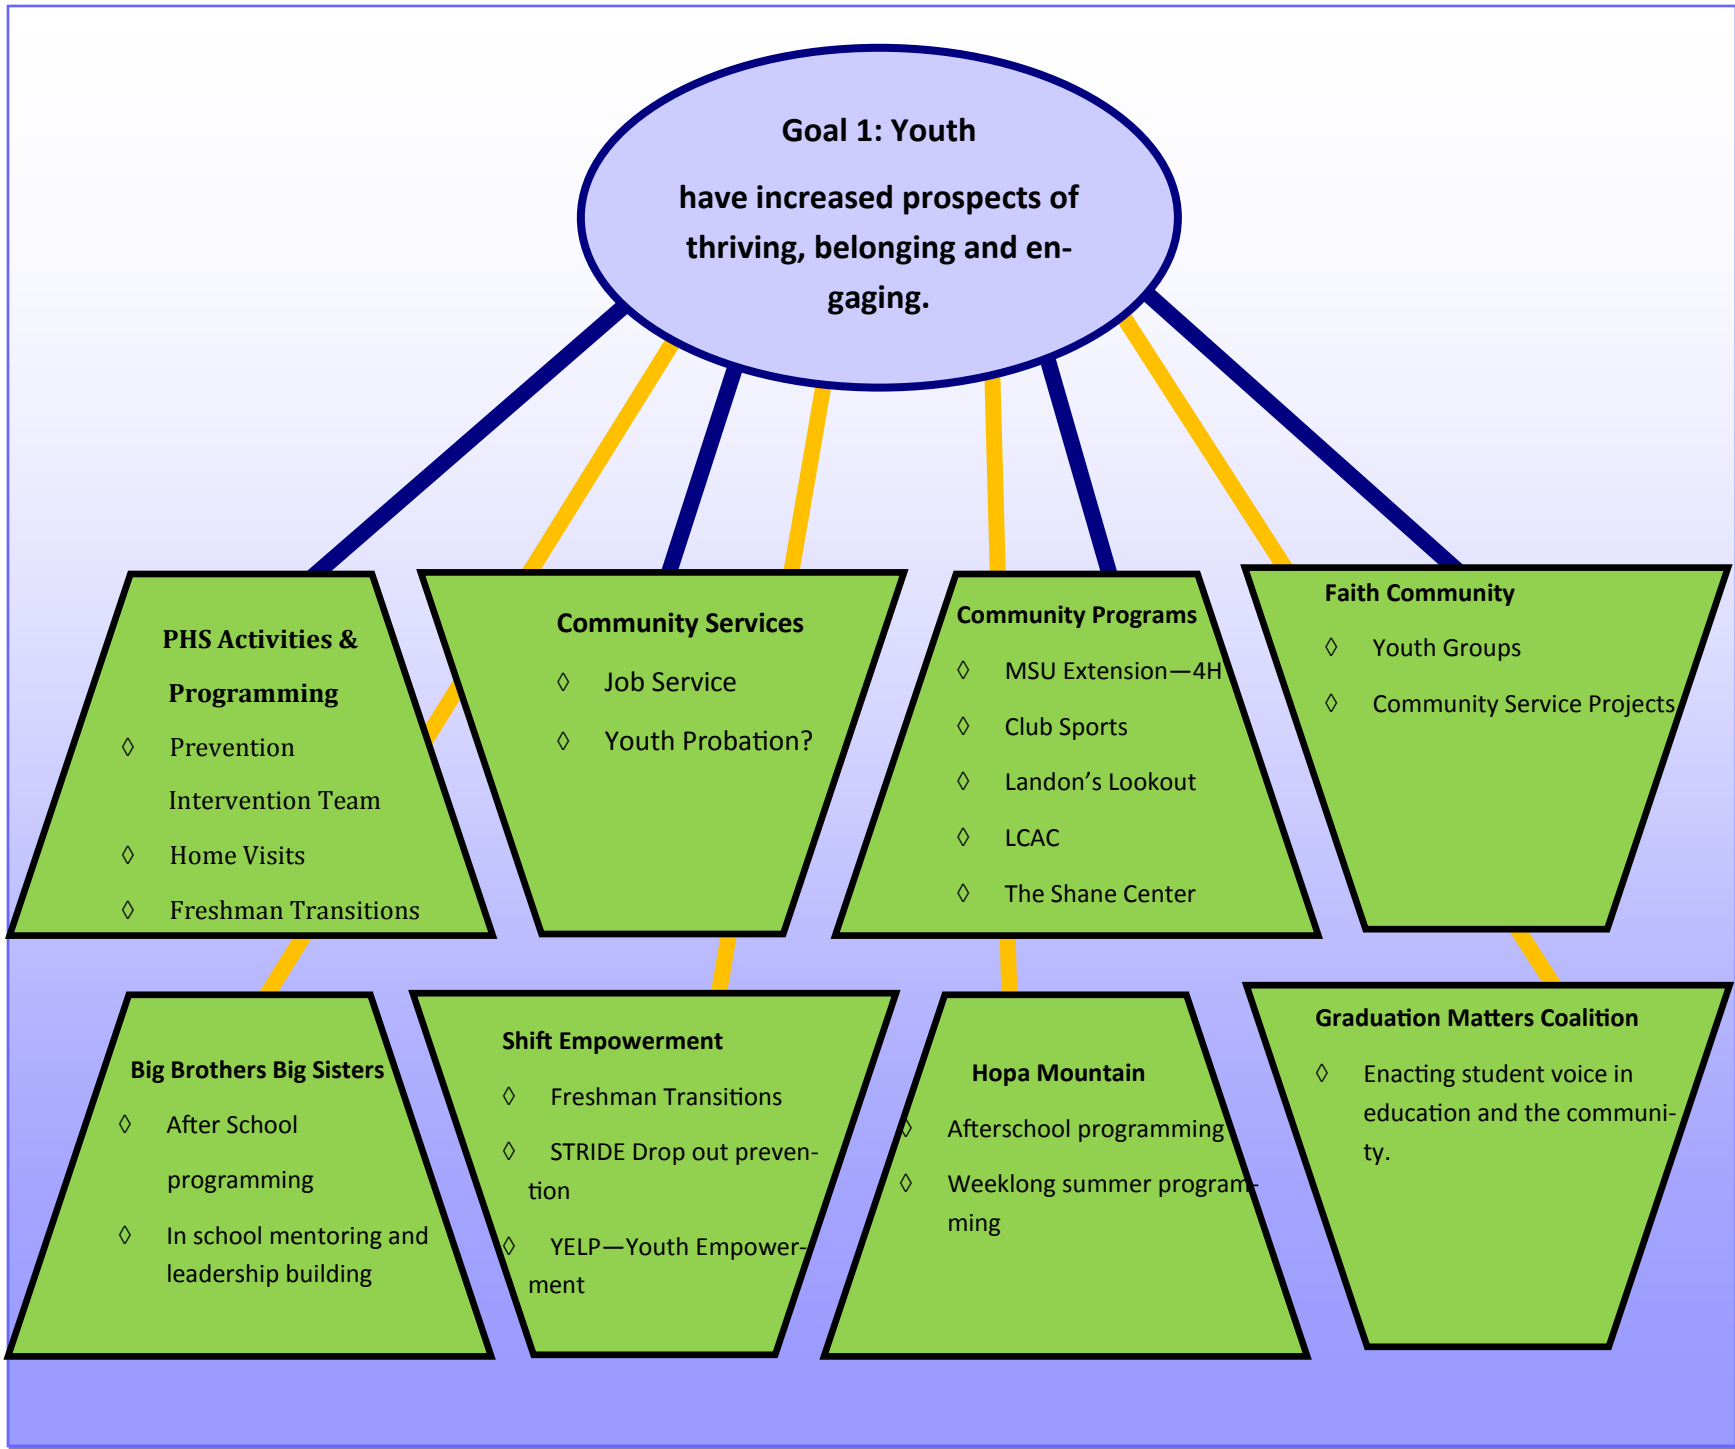 Goal 1: Youth
have increased prospects of
thriving, belonging and en-
gaging.
PHS Activities &
Programming
◊ Prevention
Intervention Team
◊ Home Visits
◊ Freshman Transitions
Community Services
◊ Job Service
◊ Youth Probation?
Community Programs
◊ MSU Extension—4H
◊ Club Sports
◊ Landon’s Lookout
◊ LCAC
◊ The Shane Center
Faith Community
◊ Youth Groups
◊ Community Service Projects
Big Brothers Big Sisters
◊ After School
programming
◊ In school mentoring and
leadership building
Shift Empowerment
◊ Freshman Transitions
◊ STRIDE Drop out preven-
tion
◊ YELP—Youth Empower-
ment
Hopa Mountain
◊ Afterschool programming
◊ Weeklong summer program-
ming
Graduation Matters Coalition
◊ Enacting student voice in
education and the communi-
ty.